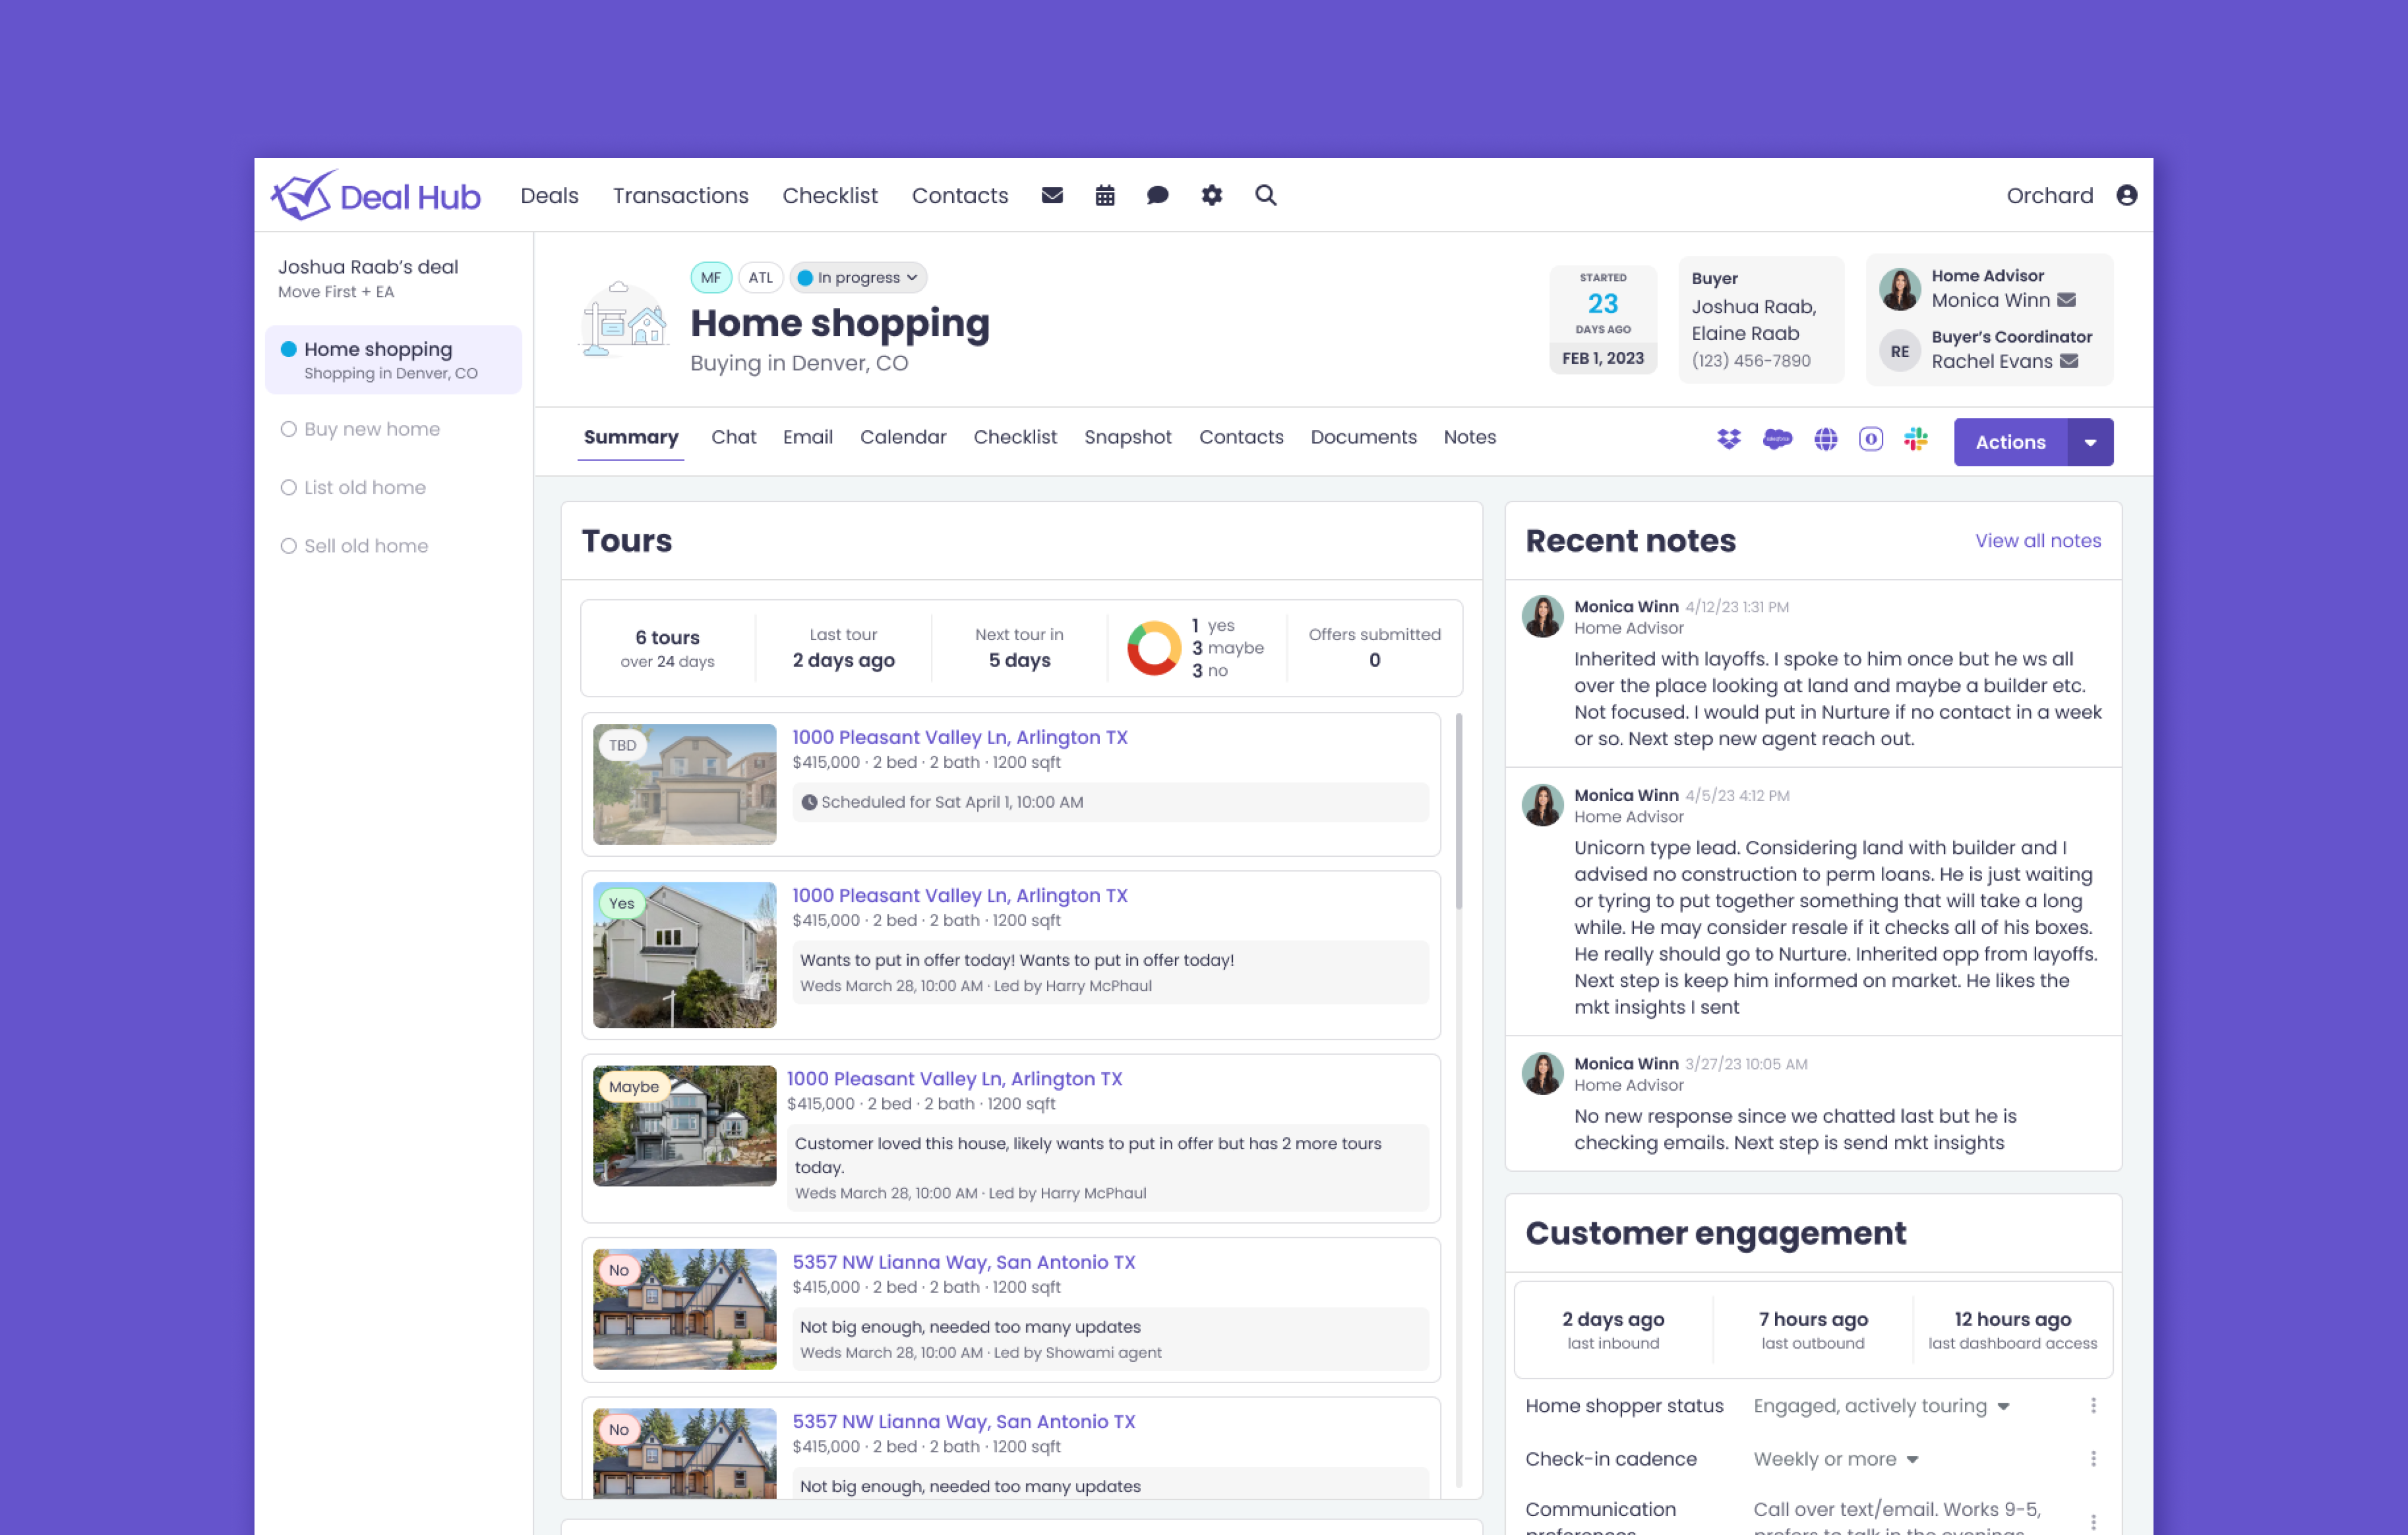 Deal Hub
Deals Transactions Checklist Contacts
Orchard
Joshua Raab’s deal
Move First + EA
Home shopping
Shopping in Denver, CO
Buy new home
List old home
Sell old home
MF ATL In progress
Home shopping
Buying in Denver, CO
STARTED
23
DAYS AGO
FEB 1, 2023
Buyer
Joshua Raab,
Elaine Raab
(123) 456-7890
Home Advisor
Monica Winn
RE
Buyer’s Coordinator
Rachel Evans
Summary Chat Email Calendar Checklist Snapshot Contacts Documents Notes
Actions
Tours
6 tours
over 24 days
Last tour
2 days ago
Next tour in
5 days
1 yes
3 maybe
3 no
Offers submitted
0
TBD
1000 Pleasant Valley Ln, Arlington TX
$415,000 · 2 bed · 2 bath · 1200 sqft
Scheduled for Sat April 1, 10:00 AM
Yes
1000 Pleasant Valley Ln, Arlington TX
$415,000 · 2 bed · 2 bath · 1200 sqft
Wants to put in offer today! Wants to put in offer today!
Weds March 28, 10:00 AM · Led by Harry McPhaul
Maybe
1000 Pleasant Valley Ln, Arlington TX
$415,000 · 2 bed · 2 bath · 1200 sqft
Customer loved this house, likely wants to put in offer but has 2 more tours
today.
Weds March 28, 10:00 AM · Led by Harry McPhaul
No
5357 NW Lianna Way, San Antonio TX
$415,000 · 2 bed · 2 bath · 1200 sqft
Not big enough, needed too many updates
Weds March 28, 10:00 AM · Led by Showami agent
No
5357 NW Lianna Way, San Antonio TX
$415,000 · 2 bed · 2 bath · 1200 sqft
Not big enough, needed too many updates
Recent notes
View all notes
Monica Winn 4/12/23 1:31 PM
Home Advisor
Inherited with layoffs. I spoke to him once but he ws all
over the place looking at land and maybe a builder etc.
Not focused. I would put in Nurture if no contact in a week
or so. Next step new agent reach out.
Monica Winn 4/5/23 4:12 PM
Home Advisor
Unicorn type lead. Considering land with builder and I
advised no construction to perm loans. He is just waiting
or tyring to put together something that will take a long
while. He may consider resale if it checks all of his boxes.
He really should go to Nurture. Inherited opp from layoffs.
Next step is keep him informed on market. He likes the
mkt insights I sent
Monica Winn 3/27/23 10:05 AM
Home Advisor
No new response since we chatted last but he is
checking emails. Next step is send mkt insights
Customer engagement
2 days ago
last inbound
7 hours ago
last outbound
12 hours ago
last dashboard access
Home shopper status Engaged, actively touring
Check-in cadence Weekly or more
Communication
preferences
Call over text/email. Works 9-5,
prefers to talk in the evenings